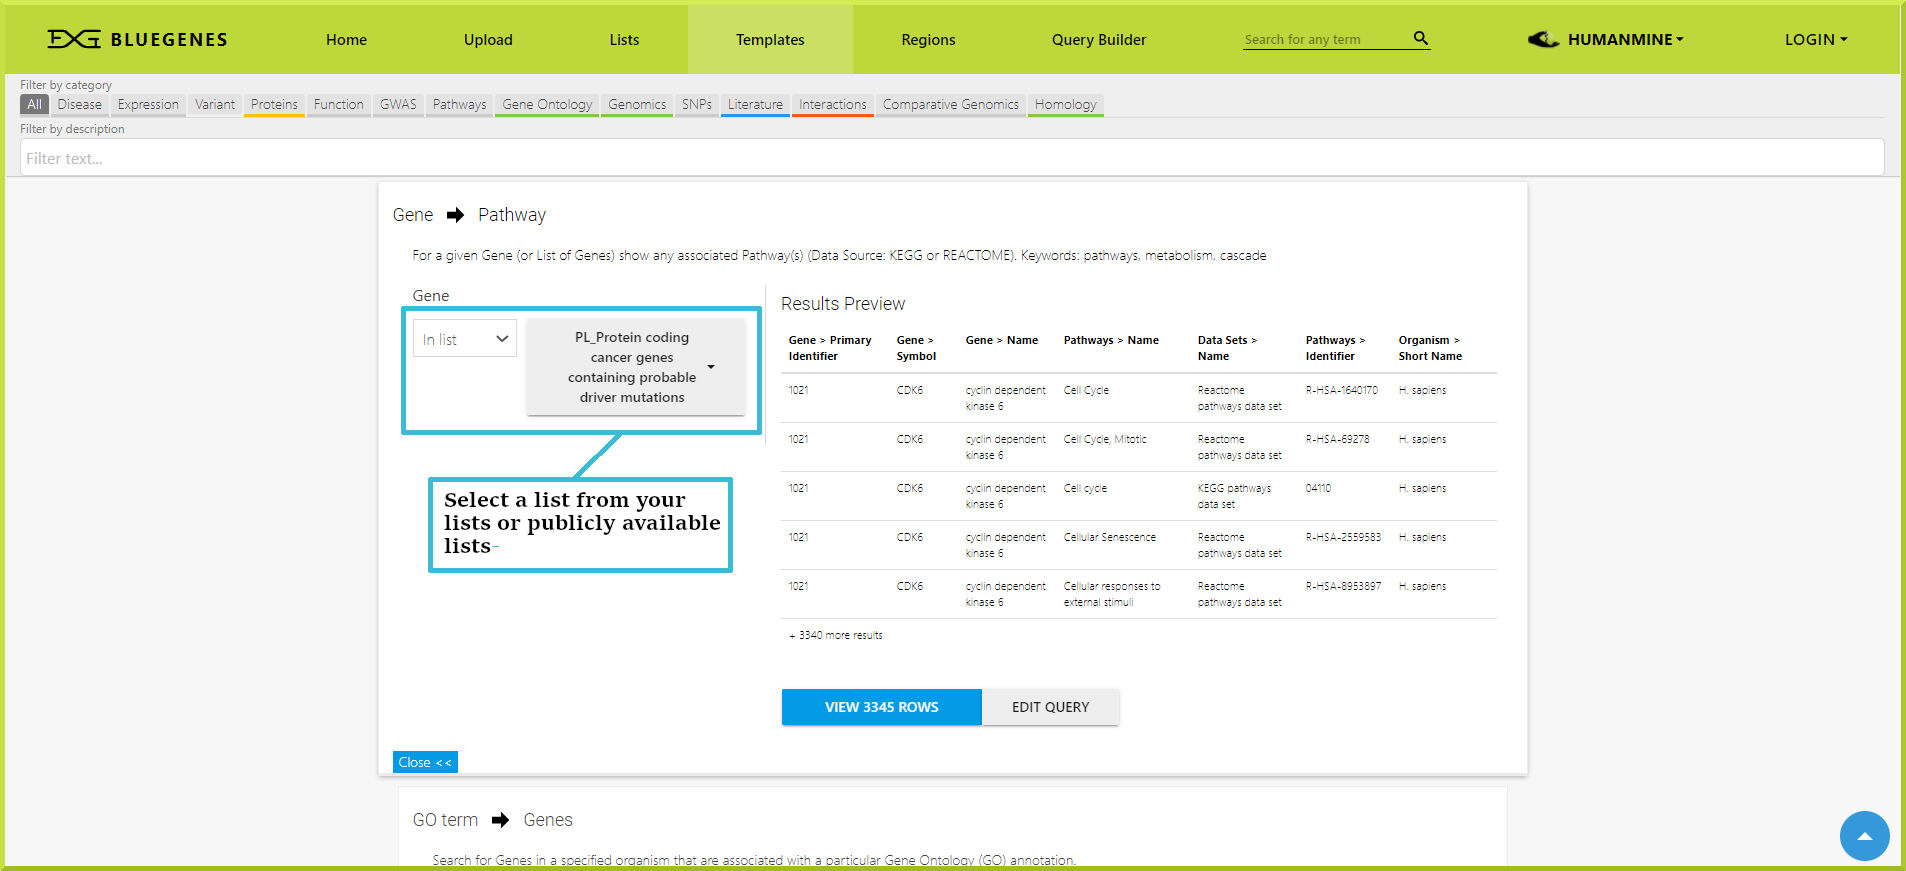 BLUEGENES Home Upload Lists Templates Regions Query Builder Search for any term HUMANMINE LOGIN
Filter by category
All Disease Expression Variant Proteins Function GWAS Pathways Gene Ontology Genomics SNPs Literature Interactions Comparative Genomics Homology
Filter by description
Filter text...
Gene Pathway
For a given Gene (or List of Genes) show any associated Pathway(s) (Data Source: KEGG or REACTOME). Keywords: pathways, metabolism, cascade
Gene
In list
PL_Protein coding
cancer genes
containing probable
driver mutations
Select a list from your
lists or publicly available
lists-
Results Preview
Gene > Primary Gene > Gene > Name Pathways > Name Data Sets > Pathways > Organism >
Identifier Symbol Name Identifier Short Name
1021 CDK6 cyclin dependent Cell Cycle Reactome R-HSA-1640170 H. sapiens
kinase 6 pathways data set
1021 CDK6 cyclin dependent Cell Cycle, Mitotic Reactome R-HSA-69278 H. sapiens
kinase 6 pathways data set
1021 CDK6 cyclin dependent Cell cycle KEGG pathways 04110 H. sapiens
kinase 6 data set
1021 CDK6 cyclin dependent Cellular Senescence Reactome R-HSA-2559583 H. sapiens
kinase 6 pathways data set
1021 CDK6 cyclin dependent Cellular responses to Reactome R-HSA-8953897 H. sapiens
kinase 6 external stimuli pathways data set
+ 3340 more results
VIEW 3345 ROWS EDIT QUERY
Close <<
GO term Genes
Search for Genes in a specified organism that are associated with a particular Gene Ontology (GO) annotation.